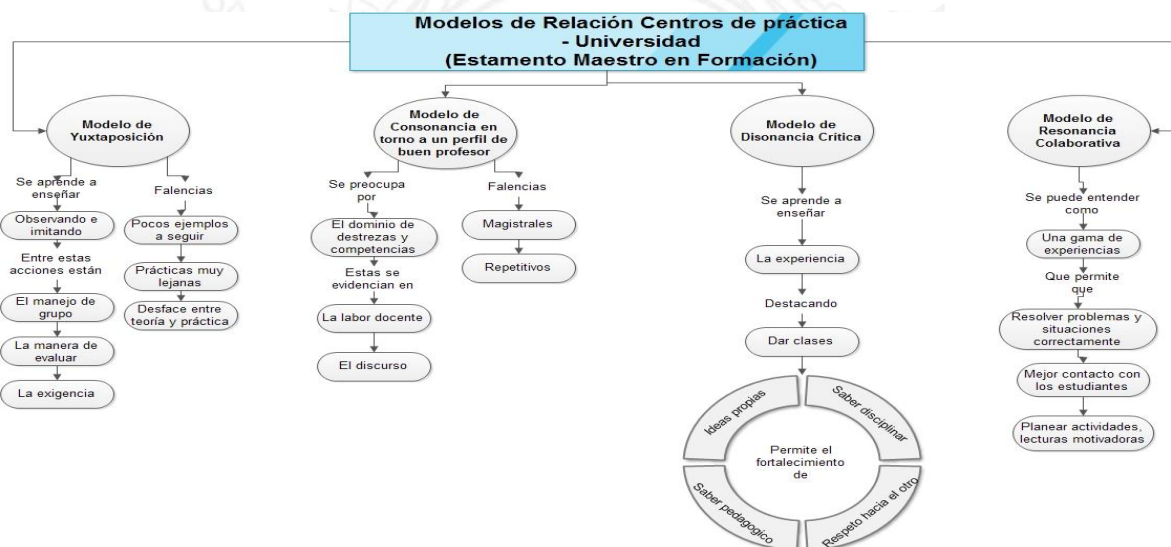 Modelos de Relación Centros de práctica
- Universidad
(Estamento Maestro en Formación)
Modelo de
Yuxtaposición
Se aprende a
enseñar
Observando e
imitando
Entre estas
acciones están
El manejo de
grupo
La manera de
evaluar
La exigencia
Falencias
Pocos ejemplos
a seguir
Prácticas muy
lejanas
Desface entre
teoría y práctica
Modelo de
Consonancia en
torno a un perfil de
buen profesor
Se preocupa
por
El dominio de
destrezas y
competencias
Estas se
evidencian en
La labor docente
El discurso
Falencias
Magistrales
Repetitivos
Modelo de
Disonancia Crítica
Se aprende a
enseñar
La experiencia
Destacando
Dar clases
Permite el
fortalecimiento
de
Ideas propias
Saber disciplinar
Saber pedagogico
Respeto hacia el otro
Modelo de
Resonancia
Colaborativa
Se puede entender
como
Una gama de
experiencias
Que permite
que
Resolver problemas y
situaciones
correctamente
Mejor contacto con
los estudiantes
Planear actividades,
lecturas motivadoras